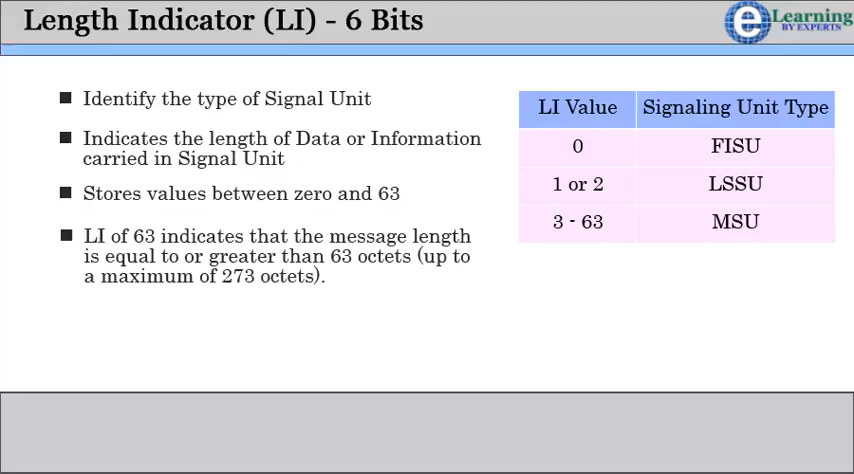 Length Indicator (LI) - 6 Bits
eLearning
BY EXPERTS
Identify the type of Signal Unit
Indicates the length of Data or Information
carried in Signal Unit
Stores values between zero and 63
LI of 63 indicates that the message length
is equal to or greater than 63 octets (up to
a maximum of 273 octets).
LI Value Signaling Unit Type
0 FISU
1 or 2 LSSU
3 - 63 MSU